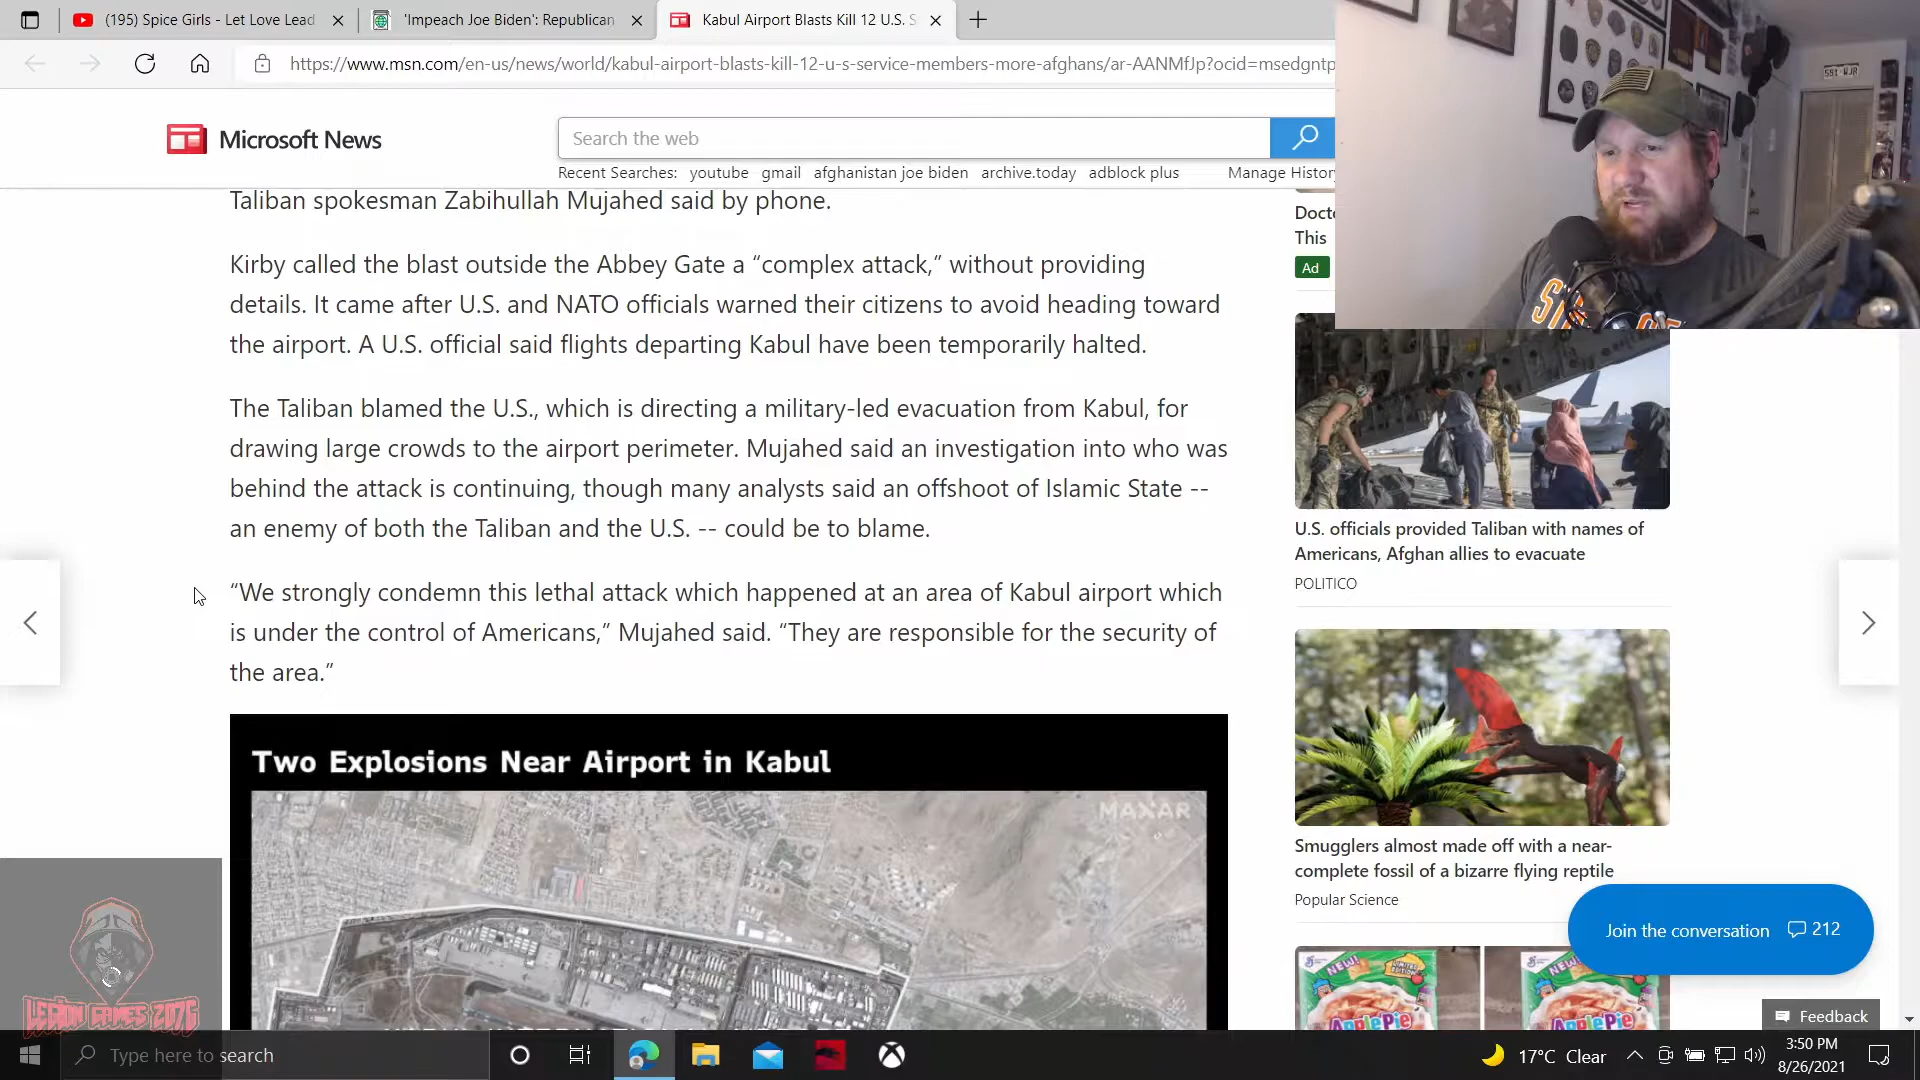 (195) Spice Girls - Let Love Lead
'Impeach Joe Biden': Republican
Kabul Airport Blasts Kill 12 U.S. S
https://www.msn.com/en-us/news/world/kabul-airport-blasts-kill-12-u-s-service-members-more-afghans/ar-AANMfJp?ocid=msedgntp
Microsoft News
Search the web
Recent Searches: youtube gmail afghanistan joe biden archive.today adblock plus Manage History
Taliban spokesman Zabihullah Mujahed said by phone.
Kirby called the blast outside the Abbey Gate a “complex attack,” without providing
details. It came after U.S. and NATO officials warned their citizens to avoid heading toward
the airport. A U.S. official said flights departing Kabul have been temporarily halted.
The Taliban blamed the U.S., which is directing a military-led evacuation from Kabul, for
drawing large crowds to the airport perimeter. Mujahed said an investigation into who was
behind the attack is continuing, though many analysts said an offshoot of Islamic State --
an enemy of both the Taliban and the U.S. -- could be to blame.
“We strongly condemn this lethal attack which happened at an area of Kabul airport which
is under the control of Americans,” Mujahed said. “They are responsible for the security of
the area.”
Two Explosions Near Airport in Kabul
MAXAR
Docto
This
Ad
U.S. officials provided Taliban with names of
Americans, Afghan allies to evacuate
POLITICO
Smugglers almost made off with a near-
complete fossil of a bizarre flying reptile
Popular Science
NEW!
NEW!
Apple Pie
Apple Pie
Join the conversation 212
Feedback
LEGION GAMES 2076
Type here to search
17°C Clear
3:50 PM
8/26/2021